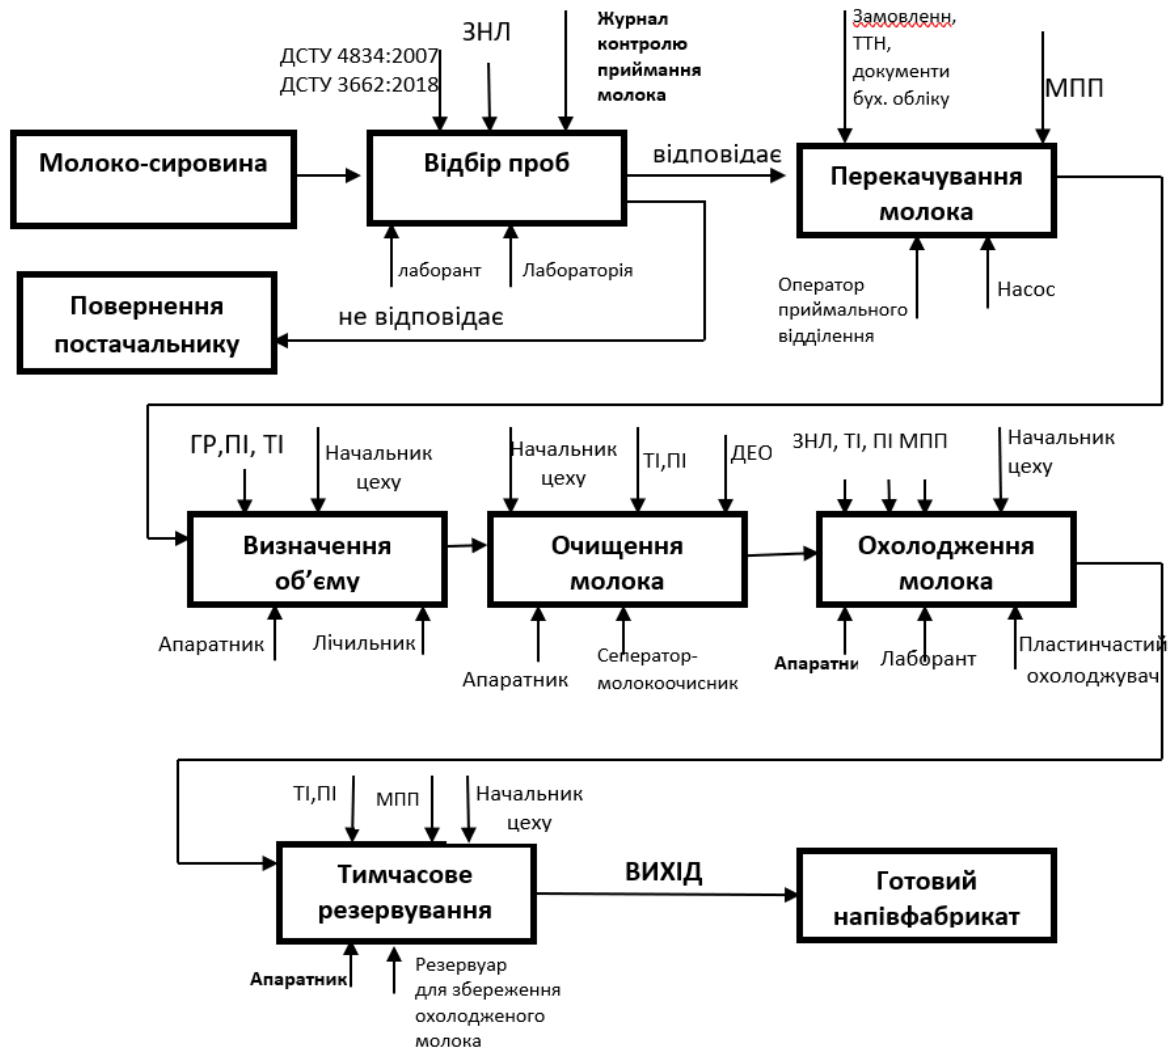 ДСТУ 4834:2007
ДСТУ 3662:2018
ЗНЛ
Журнал
контролю
приймання
молока
Замовленн,
ТТН,
документи
бух. обліку
МПП
Молоко-сировина
Відбір проб
відповідає
Перекачування
молока
лаборант
Лабораторія
Оператор
приймального
відділення
Насос
Повернення
постачальнику
не відповідає
ГР,ПІ, ТІ
Начальник
цеху
Начальник
цеху
ТІ,ПІ
ДЕО
ЗНЛ, ТІ, ПІ МПП
Начальник
цеху
Визначення
об’єму
Очищення
молока
Охолодження
молока
Апаратник
Лічильник
Апаратник
Сеператор-
молокоочисник
Апаратни
Лаборант
Пластинчастий
охолоджувач
ТІ,ПІ
МПП
Начальник
цеху
Тимчасове
резервування
ВИХІД
Готовий
напівфабрикат
Апаратник
Резервуар
для збереження
охолодженого
молока